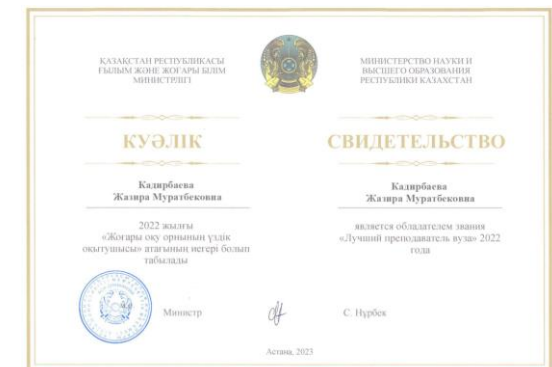 ҚАЗАҚСТАН РЕСПУБЛИКАСЫ
ҒЫЛЫМ ЖӘНЕ ЖОҒАРЫ БІЛІМ
МИНИСТРЛІГІ
КУӘЛІК
Кадирбаева
Жазира Муратбековна
2022 жылғы
«Жоғары оқу орнының үздік
оқытушысы» атағының иегері болып
табылады
МИНИСТЕРСТВО НАУКИ И
ВЫСШЕГО ОБРАЗОВАНИЯ
РЕСПУБЛИКИ КАЗАХСТАН
СВИДЕТЕЛЬСТВО
Кадирбаева
Жазира Муратбековна
является обладателем звания
«Лучший преподаватель вуза» 2022
года
Министр
С. Нұрбек
Астана, 2023